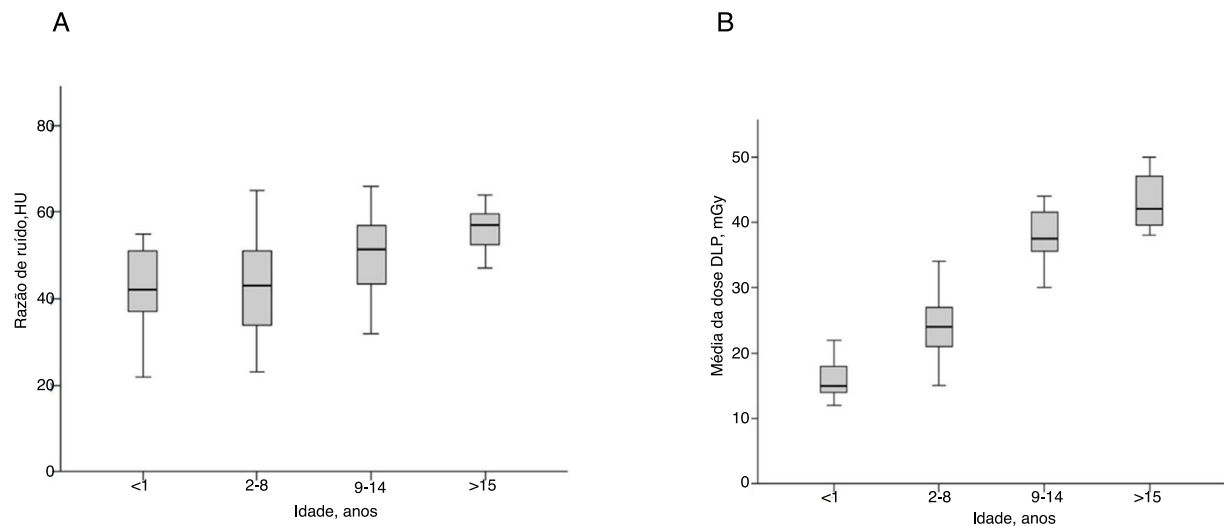 A
Razão de ruído,HU
80
60
40
20
0
<1 2-8 9-14 >15
Idade, anos
B
Média da dose DLP, mGy
50
40
30
20
10
0
<1 2-8 9-14 >15
Idade, anos